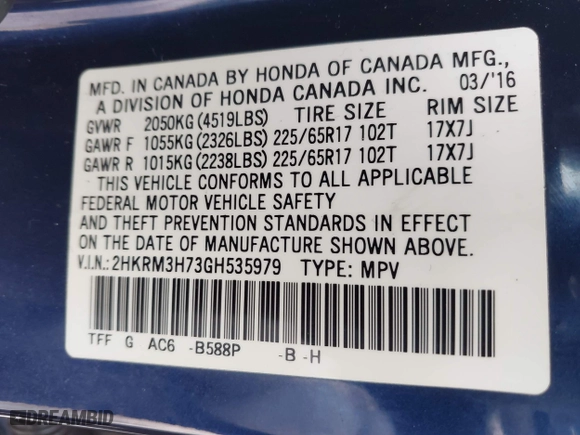 MFD. IN CANADA BY HONDA OF CANADA MFG.,
A DIVISION OF HONDA CANADA INC. 03/'16
GVWR 2050KG (4519LBS) TIRE SIZE RIM SIZE
GAWR F 1055KG (2326LBS) 225/65R17 102T 17X7J
GAWR R 1015KG (2238LBS) 225/65R17 102T 17X7J
THIS VEHICLE CONFORMS TO ALL APPLICABLE
FEDERAL MOTOR VEHICLE SAFETY
AND THEFT PREVENTION STANDARDS IN EFFECT
ON THE DATE OF MANUFACTURE SHOWN ABOVE.
V.I.N.: 2HKRM3H73GH535979 TYPE: MPV
TFF G AC6 -B588P -B -H
DREAMBID